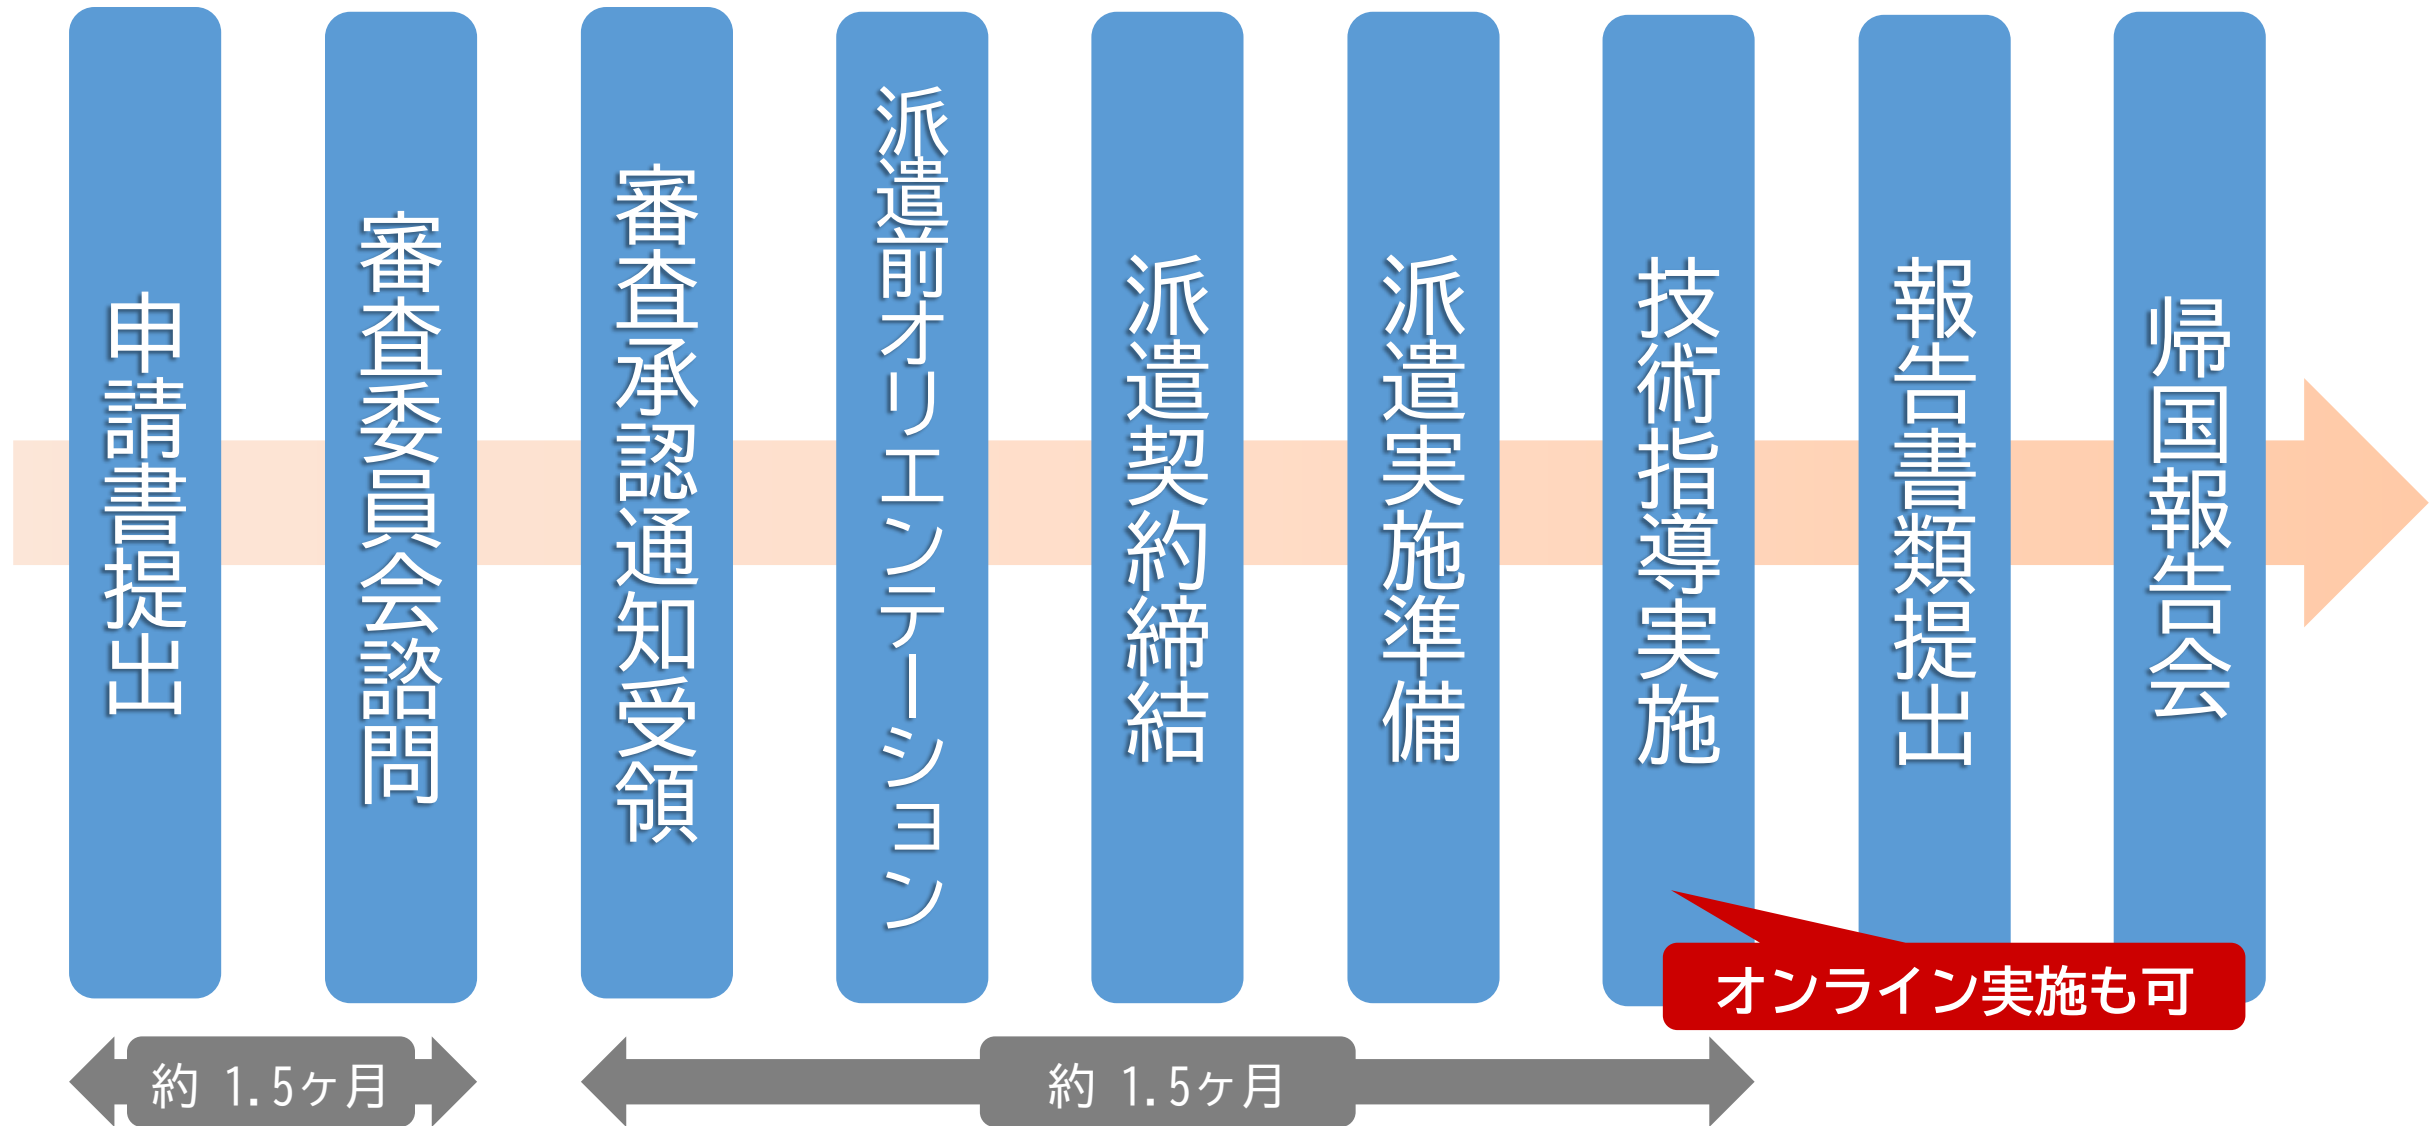 申請書提出
審査委員会諮問
審査承認通知受領
派遣前オリエンテーション
派遣契約締結
派遣実施準備
技術指導実施
報告書類提出
帰国報告会
オンライン実施も可
約 1.5ヶ月
約 1.5ヶ月